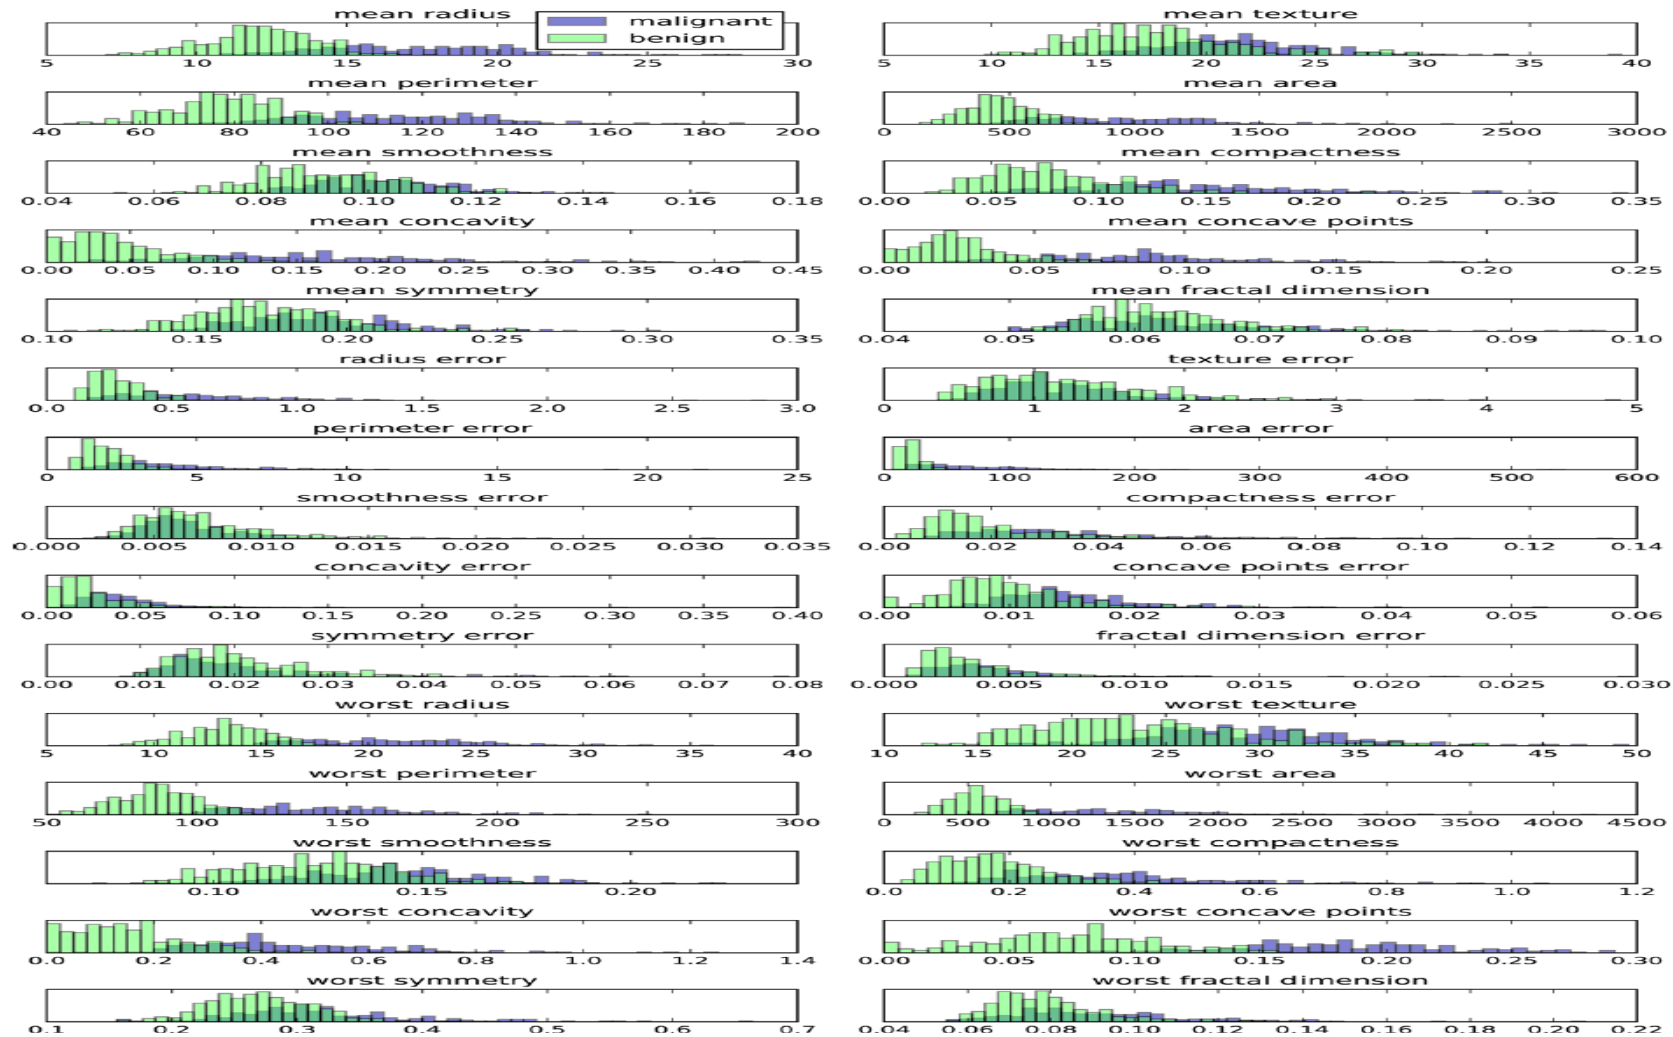 mean radius
malignant
benign
mean texture
5 10 15 20 25 30
5 10 15 20 25 30 35 40
mean perimeter
mean area
40 60 80 100 120 140 160 180 200
0 500 1000 1500 2000 2500 3000
mean smoothness
mean compactness
0.04 0.06 0.08 0.10 0.12 0.14 0.16 0.18
0.00 0.05 0.10 0.15 0.20 0.25 0.30 0.35
mean concavity
mean concave points
0.00 0.05 0.10 0.15 0.20 0.25 0.30 0.35 0.40 0.45
0.00 0.05 0.10 0.15 0.20 0.25
mean symmetry
mean fractal dimension
0.10 0.15 0.20 0.25 0.30 0.35
0.04 0.05 0.06 0.07 0.08 0.09 0.10
radius error
texture error
0.0 0.5 1.0 1.5 2.0 2.5 3.0
0 1 2 3 4 5
perimeter error
area error
0 5 10 15 20 25
0 100 200 300 400 500 600
smoothness error
compactness error
0.000 0.005 0.010 0.015 0.020 0.025 0.030 0.035
0.00 0.02 0.04 0.06 0.08 0.10 0.12 0.14
concavity error
concave points error
0.00 0.05 0.10 0.15 0.20 0.25 0.30 0.35 0.40
0.00 0.01 0.02 0.03 0.04 0.05 0.06
symmetry error
fractal dimension error
0.00 0.01 0.02 0.03 0.04 0.05 0.06 0.07 0.08
0.000 0.005 0.010 0.015 0.020 0.025 0.030
worst radius
worst texture
5 10 15 20 25 30 35 40
10 15 20 25 30 35 40 45 50
worst perimeter
worst area
50 100 150 200 250 300
0 500 1000 1500 2000 2500 3000 3500 4000 4500
worst smoothness
worst compactness
0.10 0.15 0.20
0.0 0.2 0.4 0.6 0.8 1.0 1.2
worst concavity
worst concave points
0.0 0.2 0.4 0.6 0.8 1.0 1.2 1.4
0.00 0.05 0.10 0.15 0.20 0.25 0.30
worst symmetry
worst fractal dimension
0.1 0.2 0.3 0.4 0.5 0.6 0.7
0.04 0.06 0.08 0.10 0.12 0.14 0.16 0.18 0.20 0.22